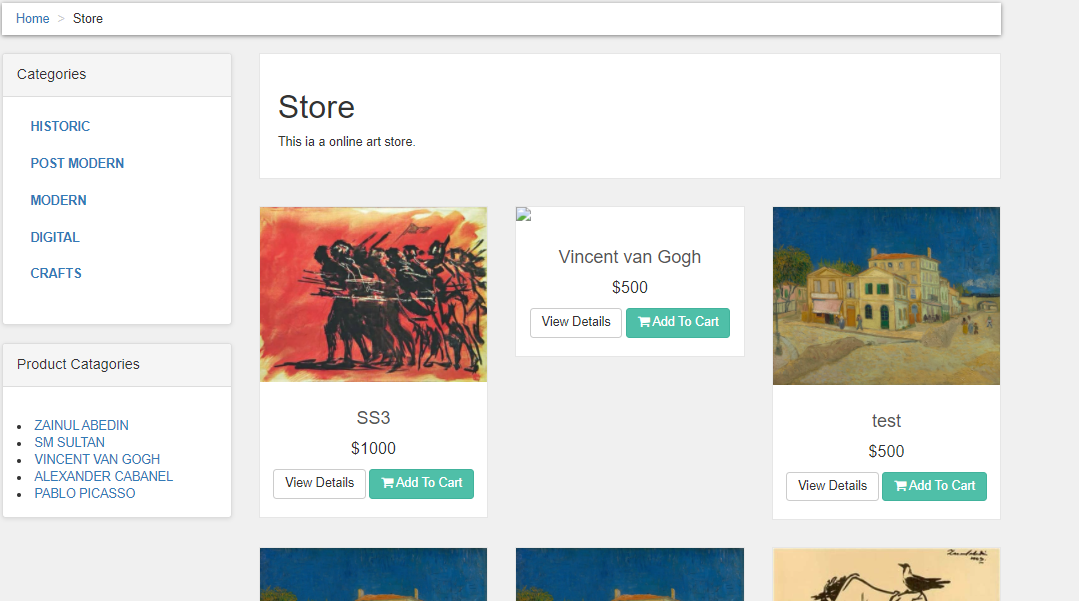 Home > Store
Categories
HISTORIC
POST MODERN
MODERN
DIGITAL
CRAFTS
Product Catagories
ZAINUL ABEDIN
SM SULTAN
VINCENT VAN GOGH
ALEXANDER CABANEL
PABLO PICASSO
Store
This ia a online art store.
SS3
$1000
View Details Add To Cart
Vincent van Gogh
$500
View Details Add To Cart
test
$500
View Details Add To Cart